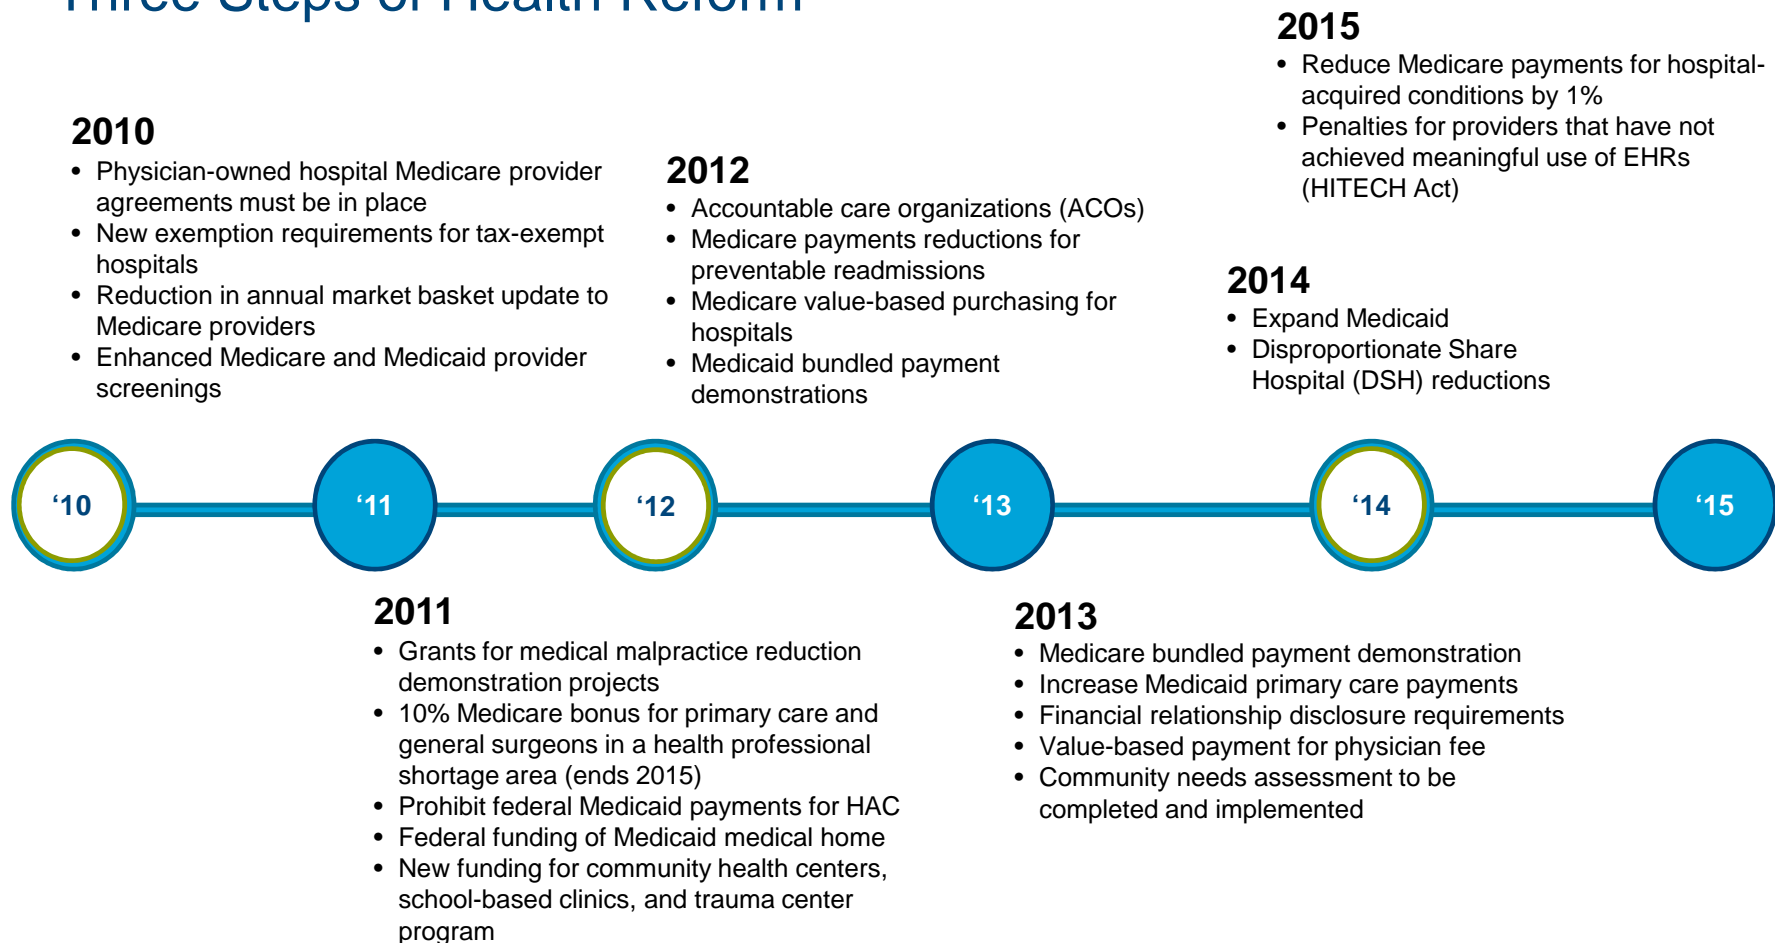 Three Steps of Health Reform
2015
• Reduce Medicare payments for hospital-
acquired conditions by 1%
• Penalties for providers that have not
achieved meaningful use of EHRs
(HITECH Act)
2010
• Physician-owned hospital Medicare provider
agreements must be in place
• New exemption requirements for tax-exempt
hospitals
• Reduction in annual market basket update to
Medicare providers
• Enhanced Medicare and Medicaid provider
screenings
2012
• Accountable care organizations (ACOs)
• Medicare payments reductions for
preventable readmissions
• Medicare value-based purchasing for
hospitals
• Medicaid bundled payment
demonstrations
2014
• Expand Medicaid
• Disproportionate Share
Hospital (DSH) reductions
‘10
‘11
‘12
‘13
‘14
‘15
2011
• Grants for medical malpractice reduction
demonstration projects
• 10% Medicare bonus for primary care and
general surgeons in a health professional
shortage area (ends 2015)
• Prohibit federal Medicaid payments for HAC
• Federal funding of Medicaid medical home
• New funding for community health centers,
school-based clinics, and trauma center
program
2013
• Medicare bundled payment demonstration
• Increase Medicaid primary care payments
• Financial relationship disclosure requirements
• Value-based payment for physician fee
• Community needs assessment to be
completed and implemented